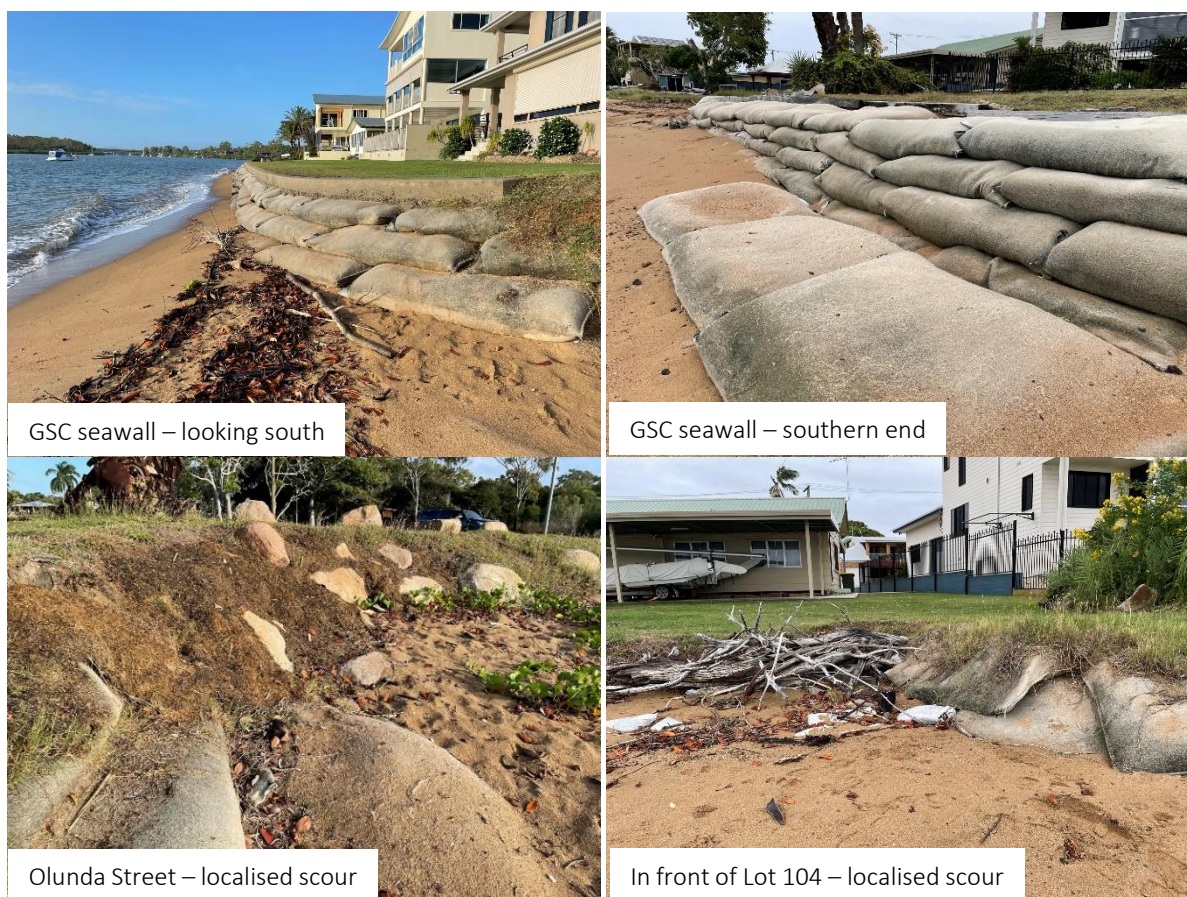 GSC seawall – looking south
GSC seawall – southern end
Olunda Street – localised scour
In front of Lot 104 – localised scour